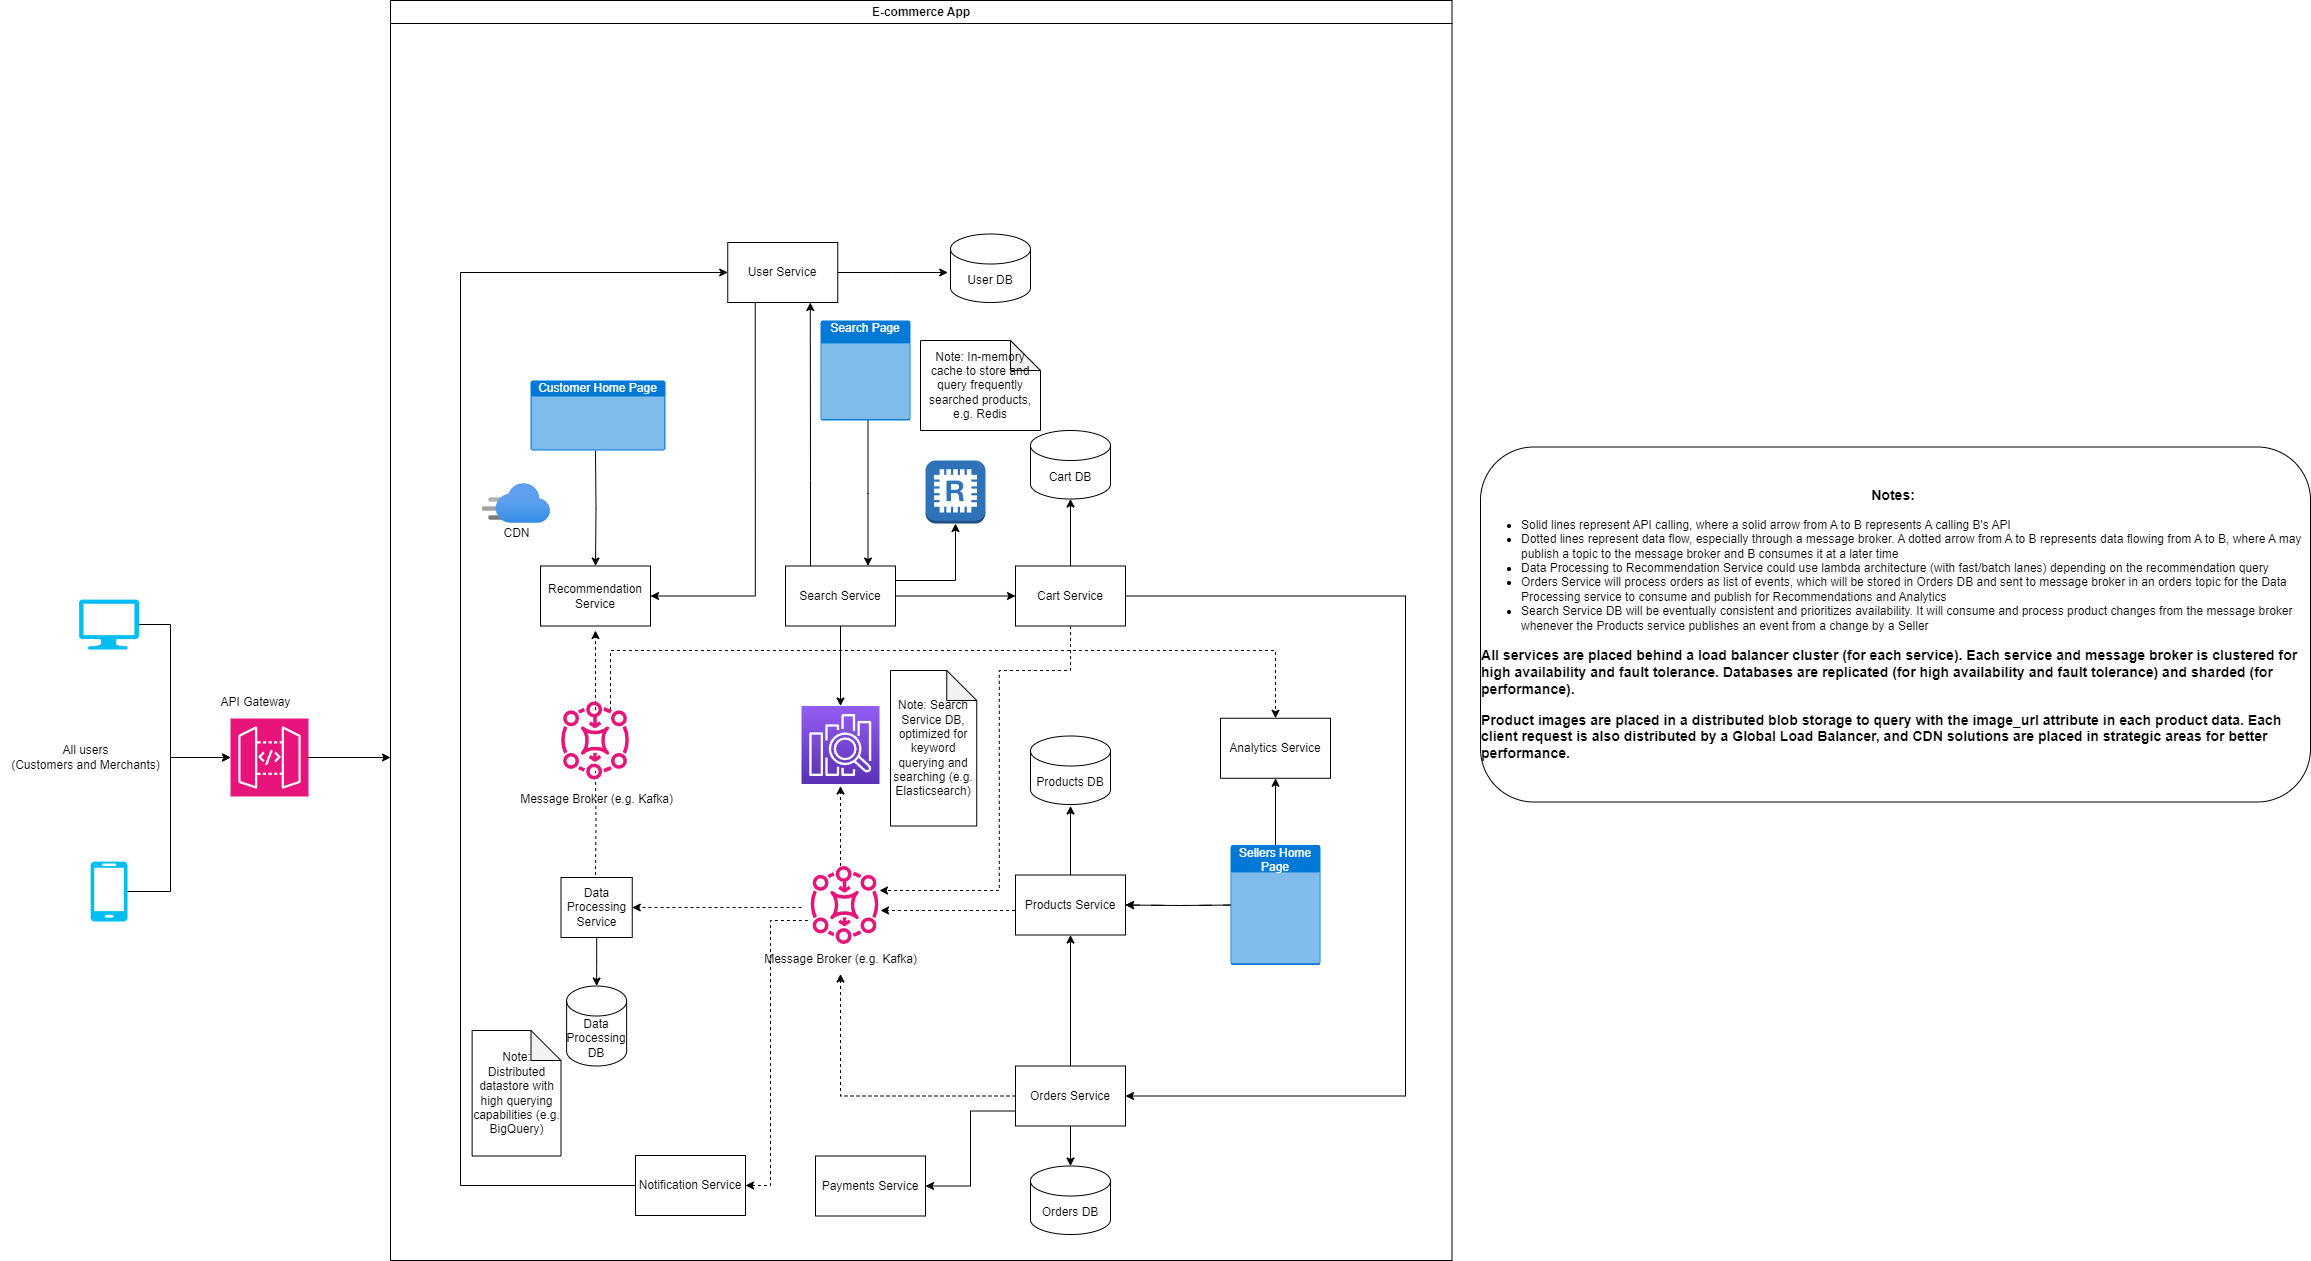 E-commerce App
User Service
User DB
Search Page
Note: In-memory
cache to store and
query frequently
searched products,
e.g. Redis
Customer Home Page
Cart DB
R
CDN
Recommendation
Service
Search Service
Cart Service
API Gateway
All users
(Customers and Merchants)
</>
Message Broker (e.g. Kafka)
Note: Search
Service DB,
optimized for
keyword
querying and
searching (e.g.
Elasticsearch)
Products DB
Analytics Service
Sellers Home
Page
Data
Processing
Service
Message Broker (e.g. Kafka)
Products Service
Data
Processing
DB
Note:
Distributed
datastore with
high querying
capabilities (e.g.
BigQuery)
Orders Service
Notification Service
Payments Service
Orders DB
Notes:
Solid lines represent API calling, where a solid arrow from A to B represents A calling B's API
Dotted lines represent data flow, especially through a message broker. A dotted arrow from A to B represents data flowing from A to B, where A may
publish a topic to the message broker and B consumes it at a later time
Data Processing to Recommendation Service could use lambda architecture (with fast/batch lanes) depending on the recommendation query
Orders Service will process orders as list of events, which will be stored in Orders DB and sent to message broker in an orders topic for the Data
Processing service to consume and publish for Recommendations and Analytics
Search Service DB will be eventually consistent and prioritizes availability. It will consume and process product changes from the message broker
whenever the Products service publishes an event from a change by a Seller
All services are placed behind a load balancer cluster (for each service). Each service and message broker is clustered for
high availability and fault tolerance. Databases are replicated (for high availability and fault tolerance) and sharded (for
performance).
Product images are placed in a distributed blob storage to query with the image_url attribute in each product data. Each
client request is also distributed by a Global Load Balancer, and CDN solutions are placed in strategic areas for better
performance.